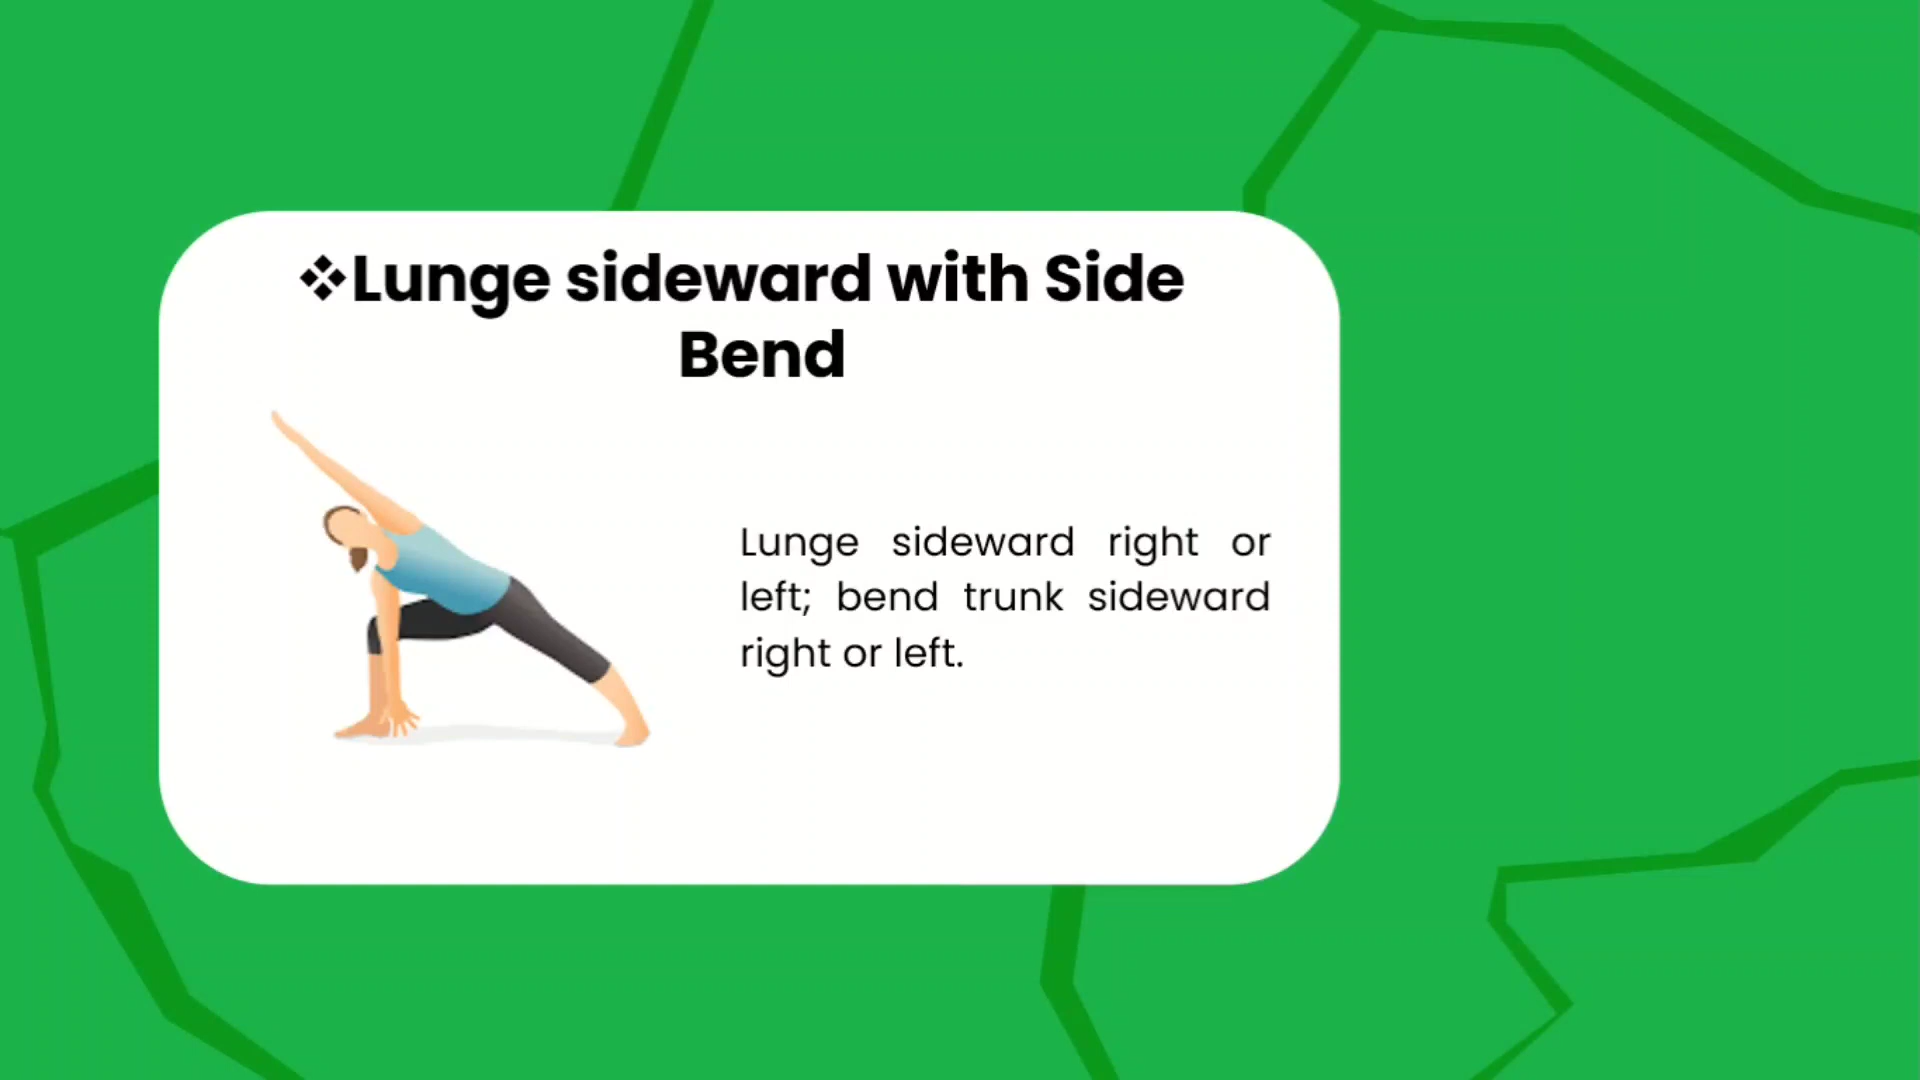 ❖Lunge sideward with Side
Bend
Lunge sideward right or
left; bend trunk sideward
right or left.